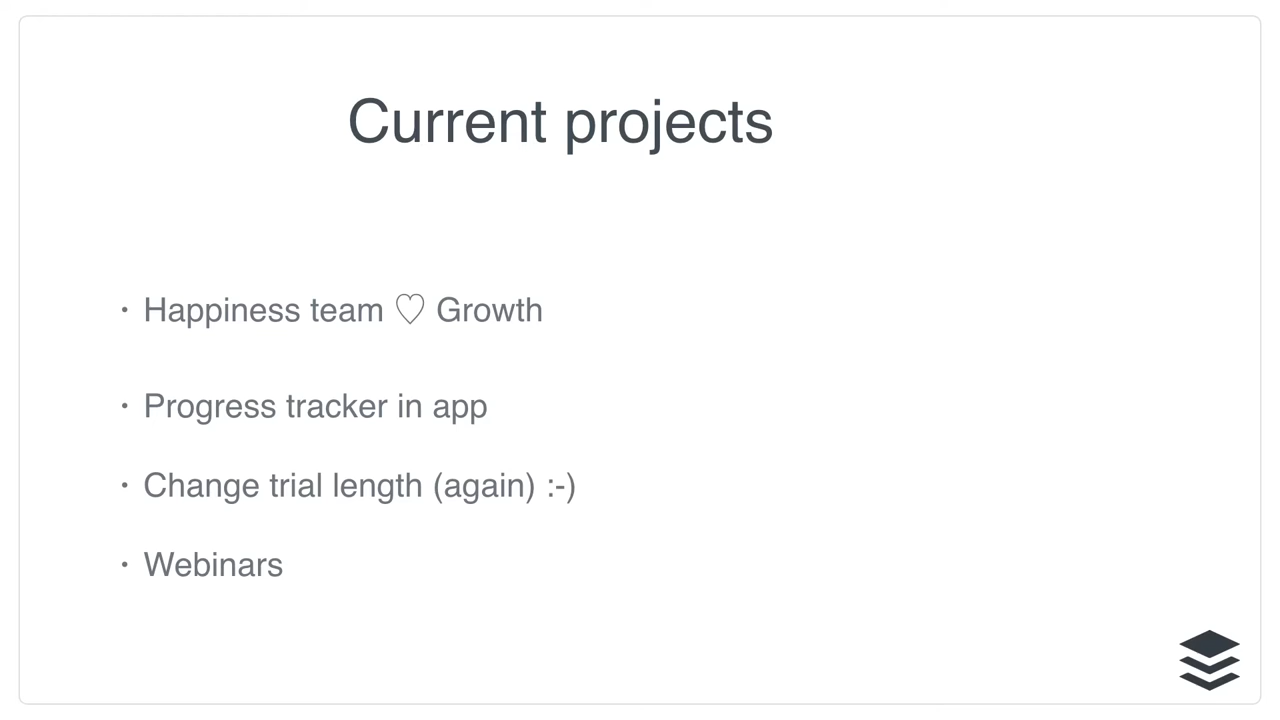 Current projects
· Happiness team ♡ Growth
· Progress tracker in app
· Change trial length (again) :-)
· Webinars